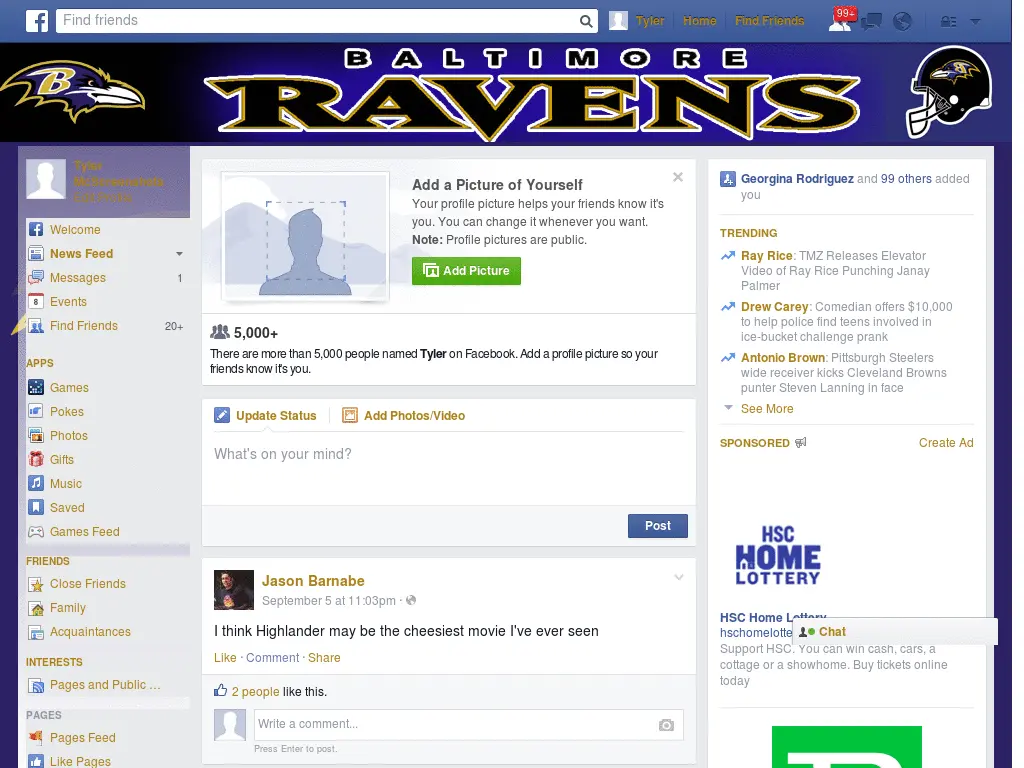 Find friends
Tyler
Home
Find Friends
99+
BALTIMORE
RAVENS
B
Tyler
Welcome
News Feed
Messages 1
8 Events
Find Friends 20+
APPS
Games
Pokes
Photos
Gifts
Music
Saved
Games Feed
FRIENDS
Close Friends
Family
Acquaintances
INTERESTS
Pages and Public ...
PAGES
Pages Feed
Like Pages
Add a Picture of Yourself
Your profile picture helps your friends know it's
you. You can change it whenever you want.
Note: Profile pictures are public.
Add Picture
5,000+
There are more than 5,000 people named Tyler on Facebook. Add a profile picture so your
friends know it's you.
Update Status
Add Photos/Video
What's on your mind?
Post
Jason Barnabe
September 5 at 11:03pm ·
I think Highlander may be the cheesiest movie I've ever seen
Like · Comment · Share
2 people like this.
Write a comment...
Press Enter to post.
Georgina Rodriguez and 99 others added
you
TRENDING
Ray Rice: TMZ Releases Elevator
Video of Ray Rice Punching Janay
Palmer
Drew Carey: Comedian offers $10,000
to help police find teens involved in
ice-bucket challenge prank
Antonio Brown: Pittsburgh Steelers
wide receiver kicks Cleveland Browns
punter Steven Lanning in face
See More
SPONSORED
Create Ad
HSC
HOME
LOTTERY
HSC Home Lottery
hschomelotte
Chat
Support HSC. You can win cash, cars, a
cottage or a showhome. Buy tickets online
today